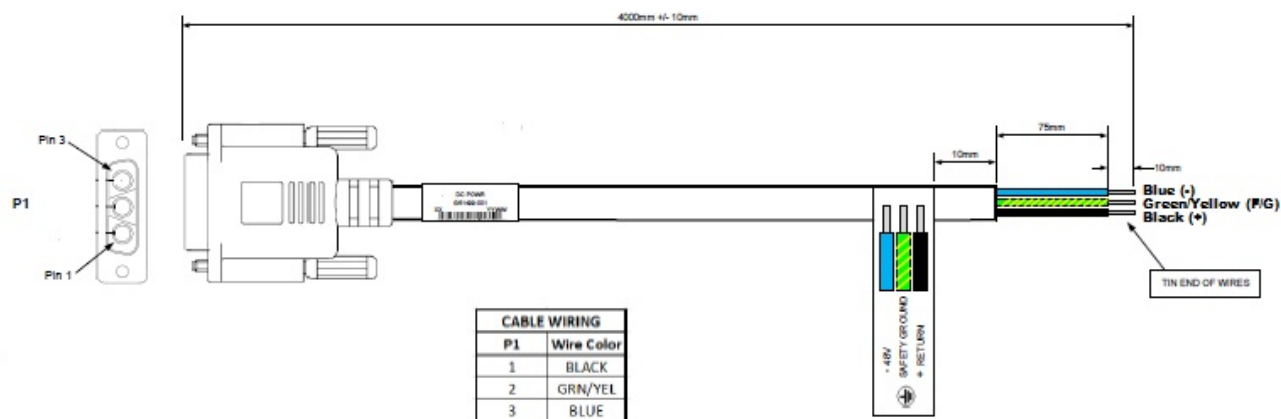 4000mm +/- 10mm
75mm
10mm
10mm
Pin 3
P1
Pin 1
DC POWER
Blue (-)
Green/Yellow (F/G)
Black (+)
TIN END OF WIRES
- 48V
SAFETY GROUND
+ RETURN
CABLE WIRING
P1 Wire Color
1 BLACK
2 GRN/YEL
3 BLUE